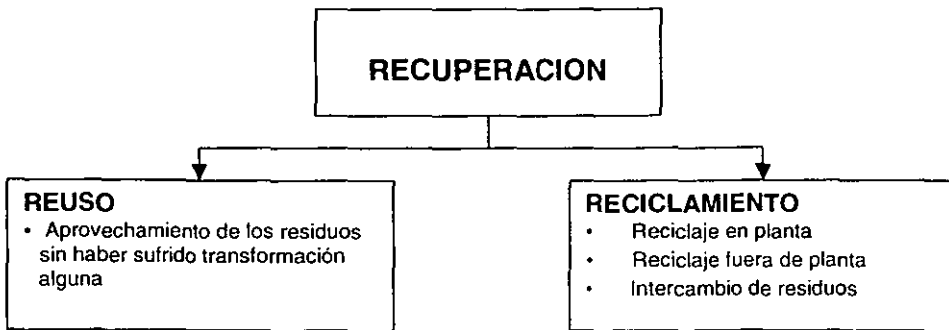 RECUPERACION
REUSO
• Aprovechamiento de los residuos
sin haber sufrido transformación
alguna
RECICLAMIENTO
• Reciclaje en planta
• Reciclaje fuera de planta
• Intercambio de residuos